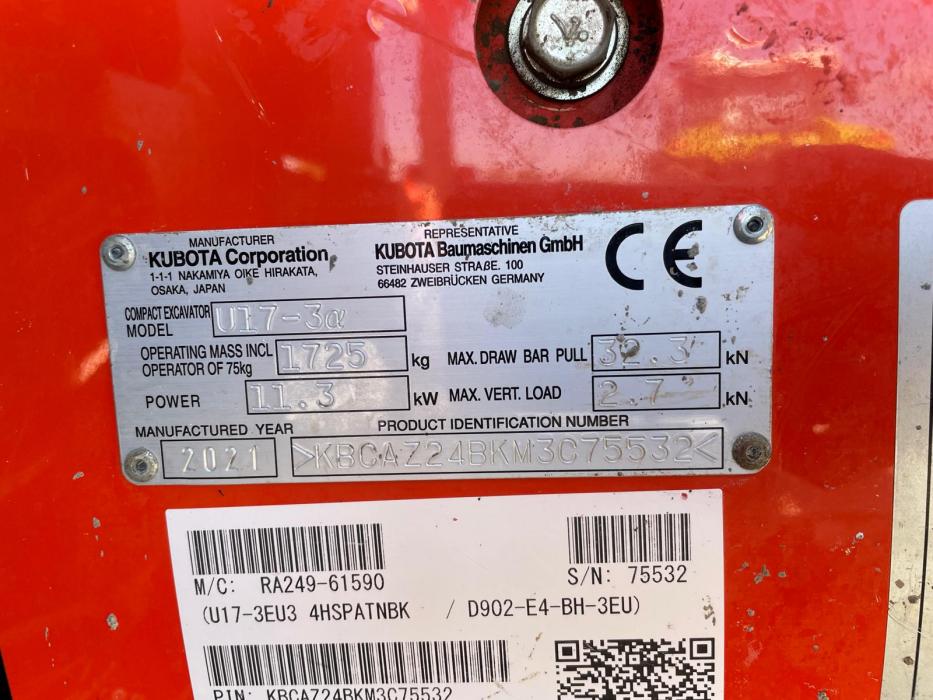 MANUFACTURER
KUBOTA Corporation
1-1-1 NAKAMIYA OIKE HIRAKATA,
OSAKA, JAPAN
REPRESENTATIVE
KUBOTA Baumaschinen GmbH
STEINHAUSER STRAßE. 100
66482 ZWEIBRÜCKEN GERMANY
CE
COMPACT EXCAVATOR
MODEL U17-3α
OPERATING MASS INCL
OPERATOR OF 75kg 1725 kg
MAX. DRAW BAR PULL 32.3 kN
POWER 11.3 kW
MAX. VERT. LOAD 2.7 kN
MANUFACTURED YEAR
2021
PRODUCT IDENTIFICATION NUMBER
>KBCAZ24BKM3C75532<
M/C: RA249-61590
S/N: 75532
(U17-3EU3 4HSPATNBK / D902-E4-BH-3EU)
PIN: KBCAZ24BKM3C75532